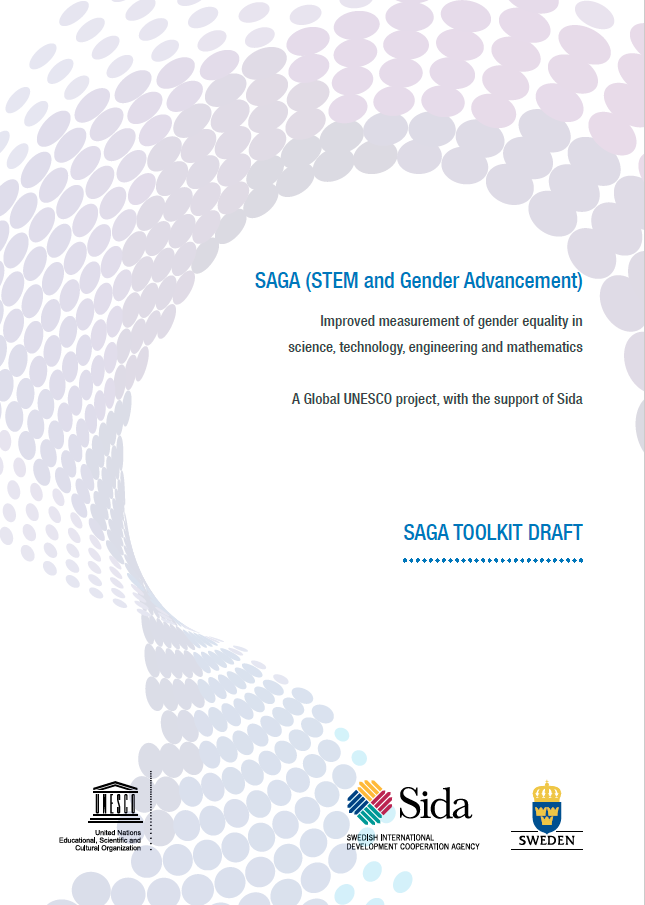 SAGA (STEM and Gender Advancement)
Improved measurement of gender equality in
science, technology, engineering and mathematics
A Global UNESCO project, with the support of Sida
SAGA TOOLKIT DRAFT
UNESCO
United Nations
Educational, Scientific and
Cultural Organization
Sida
SWEDISH INTERNATIONAL
DEVELOPMENT COOPERATION AGENCY
SWEDEN